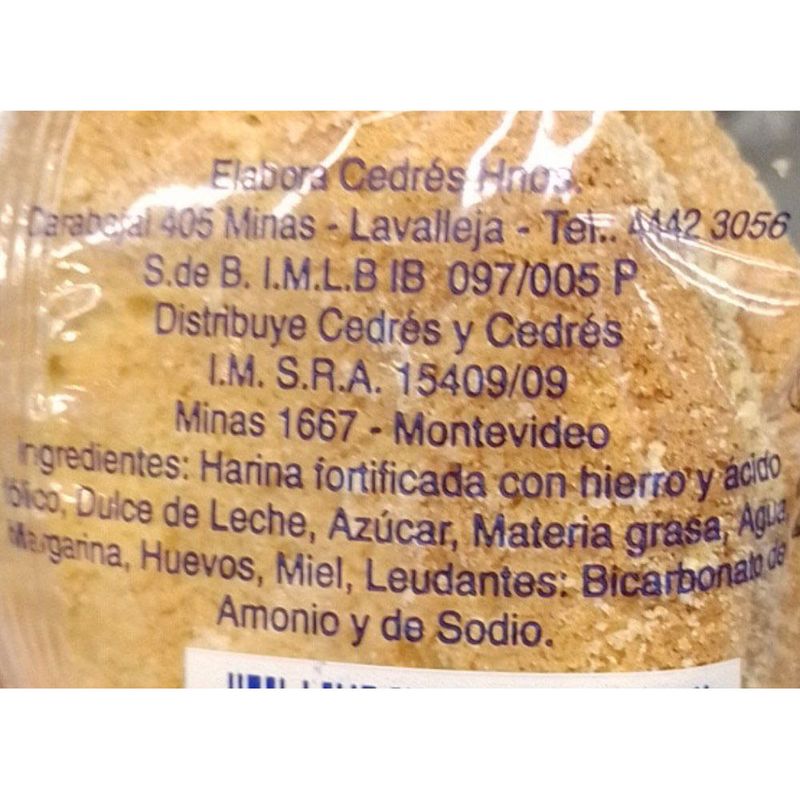 Elabora Cedrés Hnos.
Carabajal 405 Minas - Lavalleja - Tel.: 4442 3056
S.de B. I.M.L.B IB 097/005 P
Distribuye Cedrés y Cedrés
I.M. S.R.A. 15409/09
Minas 1667 - Montevideo
Ingredientes: Harina fortificada con hierro y ácido
fólico, Dulce de Leche, Azúcar, Materia grasa, Agua,
Margarina, Huevos, Miel, Leudantes: Bicarbonato de
Amonio y de Sodio.